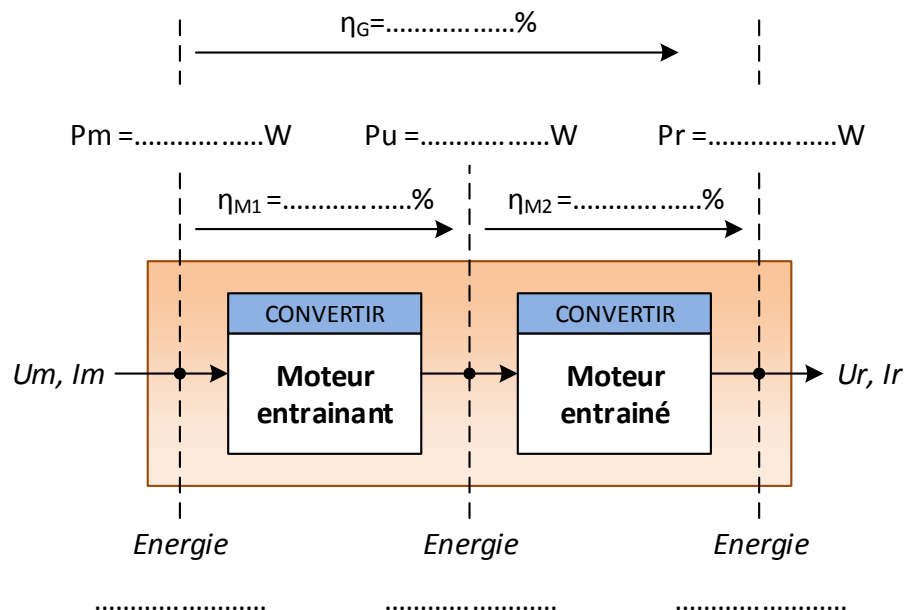 ηG=..................%
Pm =..................W Pu =..................W Pr =..................W
ηM1 =..................% ηM2 =..................%
CONVERTIR CONVERTIR
Um, Im Moteur entrainant Moteur entrainé Ur, Ir
Energie Energie Energie
........................ ........................ ........................